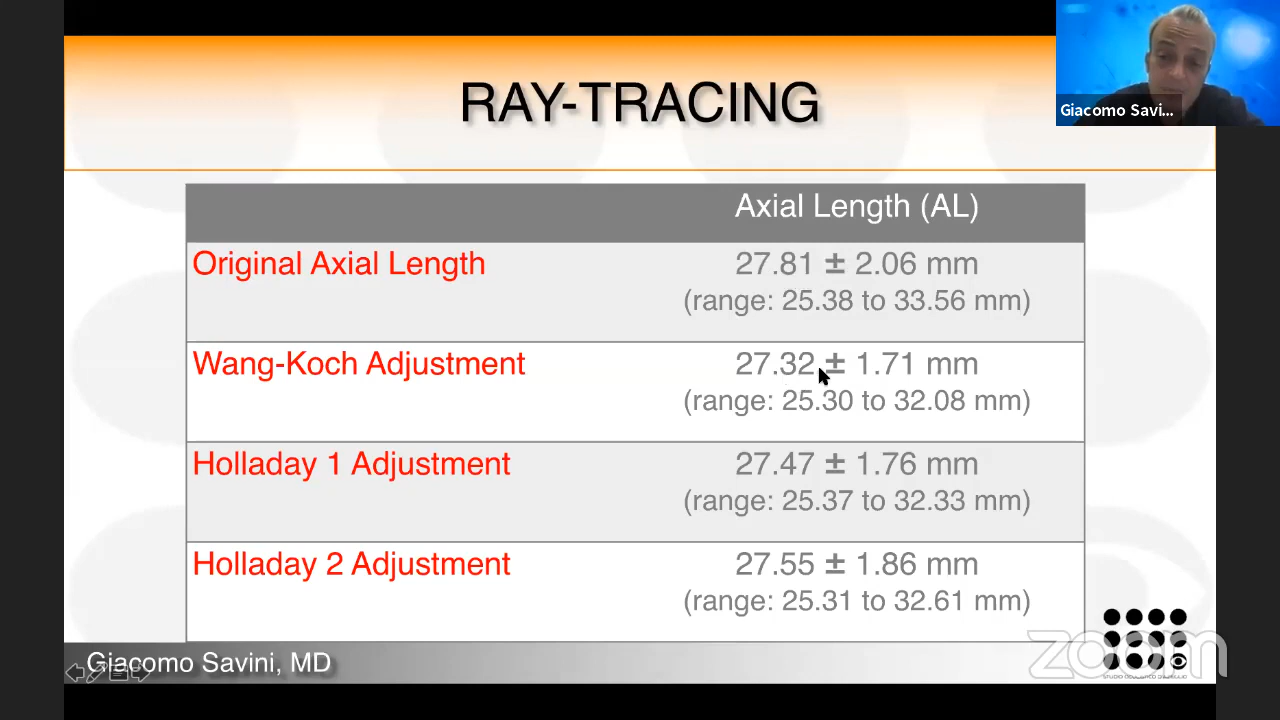 RAY-TRACING
Giacomo Savi...
Axial Length (AL)
Original Axial Length
27.81 ± 2.06 mm
(range: 25.38 to 33.56 mm)
Wang-Koch Adjustment
27.32 ± 1.71 mm
(range: 25.30 to 32.08 mm)
Holladay 1 Adjustment
27.47 ± 1.76 mm
(range: 25.37 to 32.33 mm)
Holladay 2 Adjustment
27.55 ± 1.86 mm
(range: 25.31 to 32.61 mm)
Giacomo Savini, MD
zoom